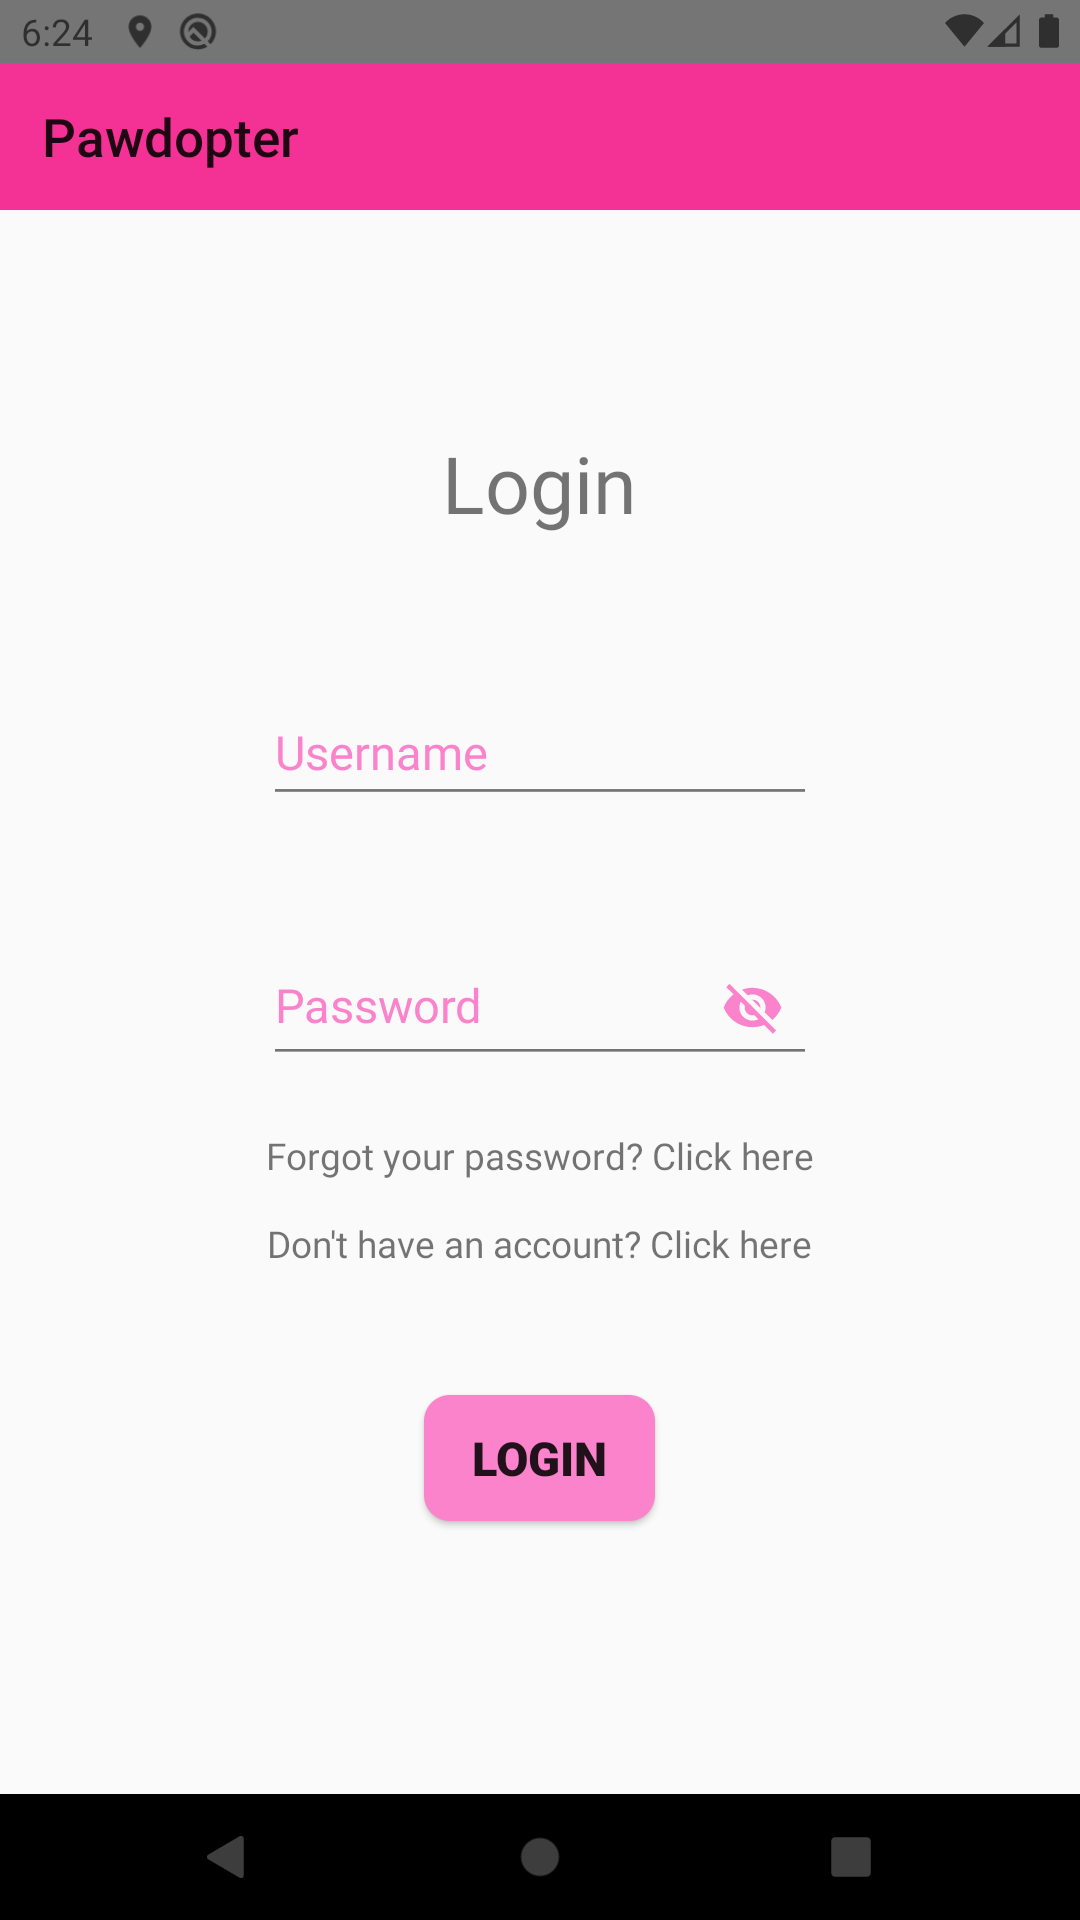 6:24
Pawdopter
Login
Username
Password
Forgot your password? Click here
Don't have an account? Click here
LOGIN